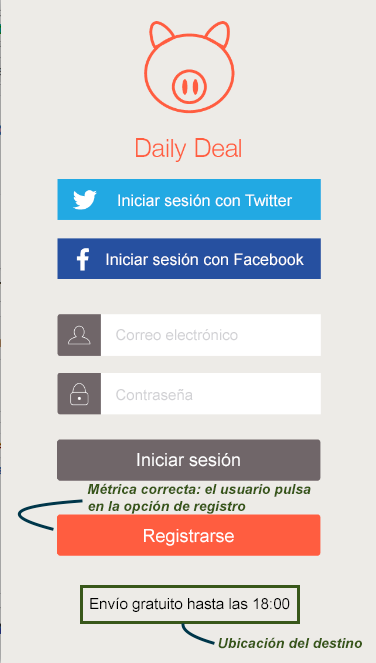 Daily Deal
Iniciar sesión con Twitter
Iniciar sesión con Facebook
Correo electrónico
Contraseña
Iniciar sesión
Métrica correcta: el usuario pulsa
en la opción de registro
Registrarse
Envío gratuito hasta las 18:00
Ubicación del destino